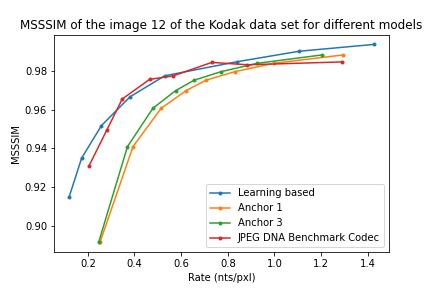 MSSSIM of the image 12 of the Kodak data set for different models
MSSSIM
0.98
0.96
0.94
0.92
0.90
Learning based
Anchor 1
Anchor 3
JPEG DNA Benchmark Codec
0.2 0.4 0.6 0.8 1.0 1.2 1.4
Rate (nts/pxl)